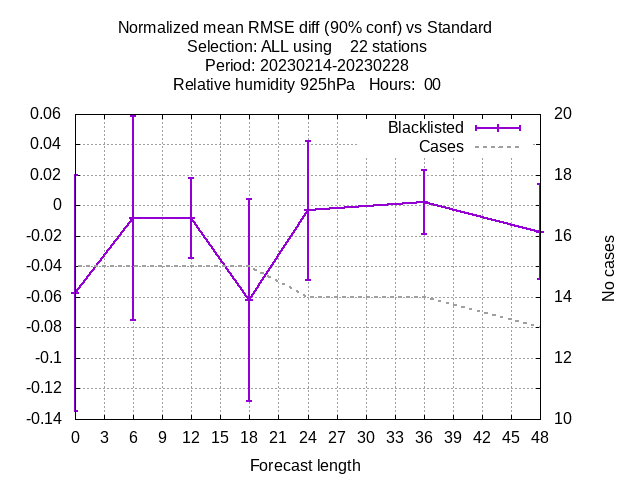 Normalized mean RMSE diff (90% conf) vs Standard
Selection: ALL using 22 stations
Period: 20230214-20230228
Relative humidity 925hPa Hours: 00
0.06
0.04
0.02
0
-0.02
-0.04
-0.06
-0.08
-0.1
-0.12
-0.14
Blacklisted
Cases
20
18
16
14
12
10
No cases
0 3 6 9 12 15 18 21 24 27 30 33 36 39 42 45 48
Forecast length